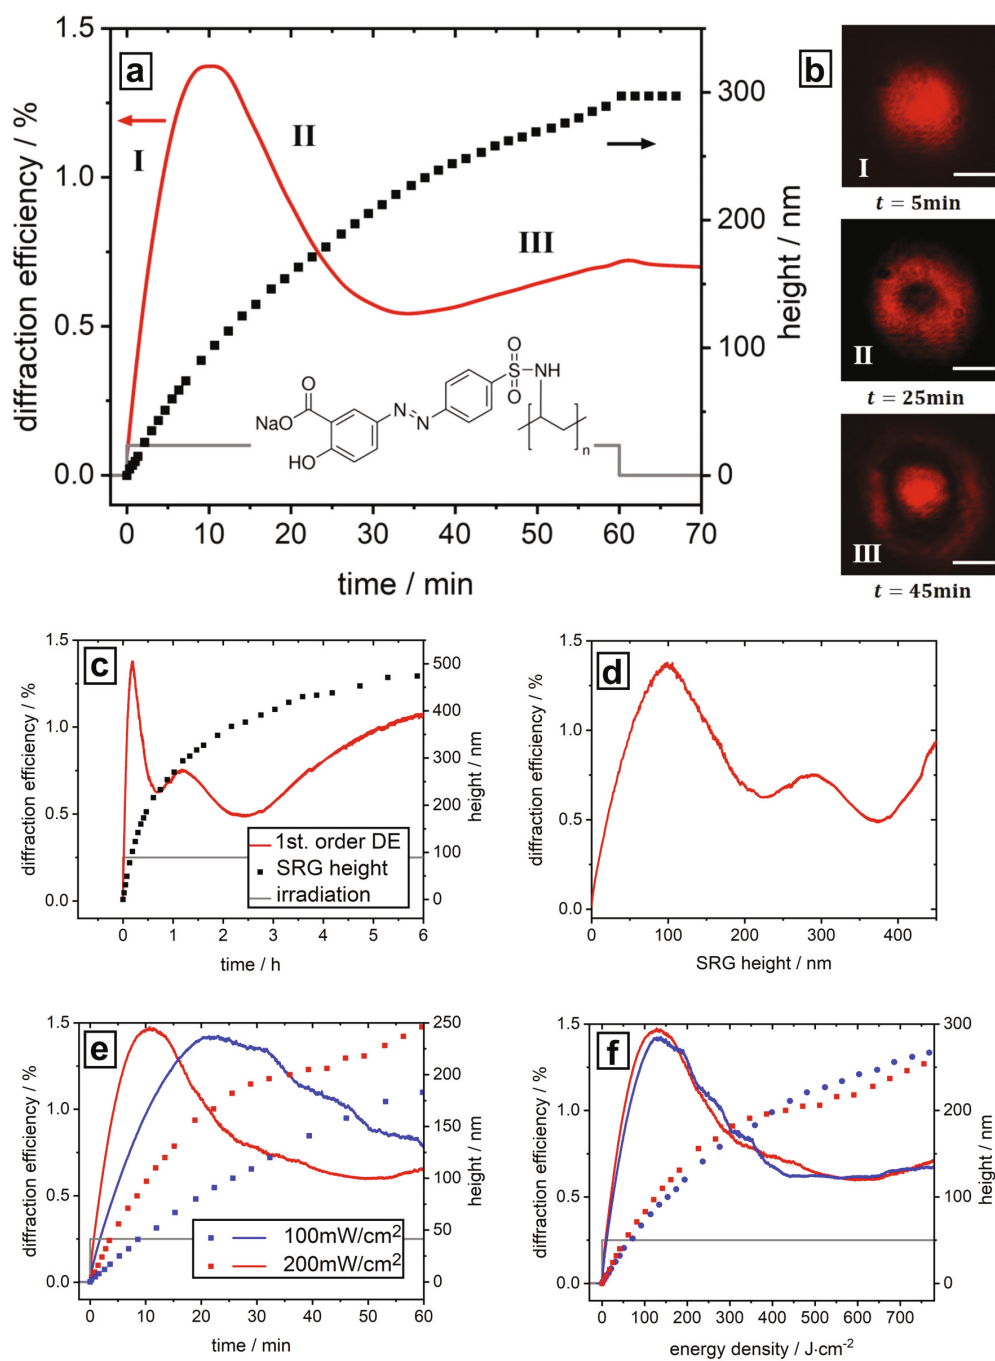 a
1.5
1.0
0.5
0.0
diffraction efficiency / %
I
II
III
300
200
100
0
height / nm
O
NaO
HO
N
N
O
S
O
NH
n
0 10 20 30 40 50 60 70
time / min
b
I
t = 5min
II
t = 25min
III
t = 45min
c
1.5
1.0
0.5
0.0
diffraction efficiency / %
500
400
300
200
100
0
height / nm
1st. order DE
SRG height
irradiation
0 1 2 3 4 5 6
time / h
d
1.5
1.0
0.5
0.0
diffraction efficiency / %
0 100 200 300 400
SRG height / nm
e
1.5
1.0
0.5
0.0
diffraction efficiency / %
250
200
150
100
50
0
height / nm
100mW/cm²
200mW/cm²
0 10 20 30 40 50 60
time / min
f
1.5
1.0
0.5
0.0
diffraction efficiency / %
300
200
100
0
height / nm
0 100 200 300 400 500 600 700
energy density / J·cm⁻²